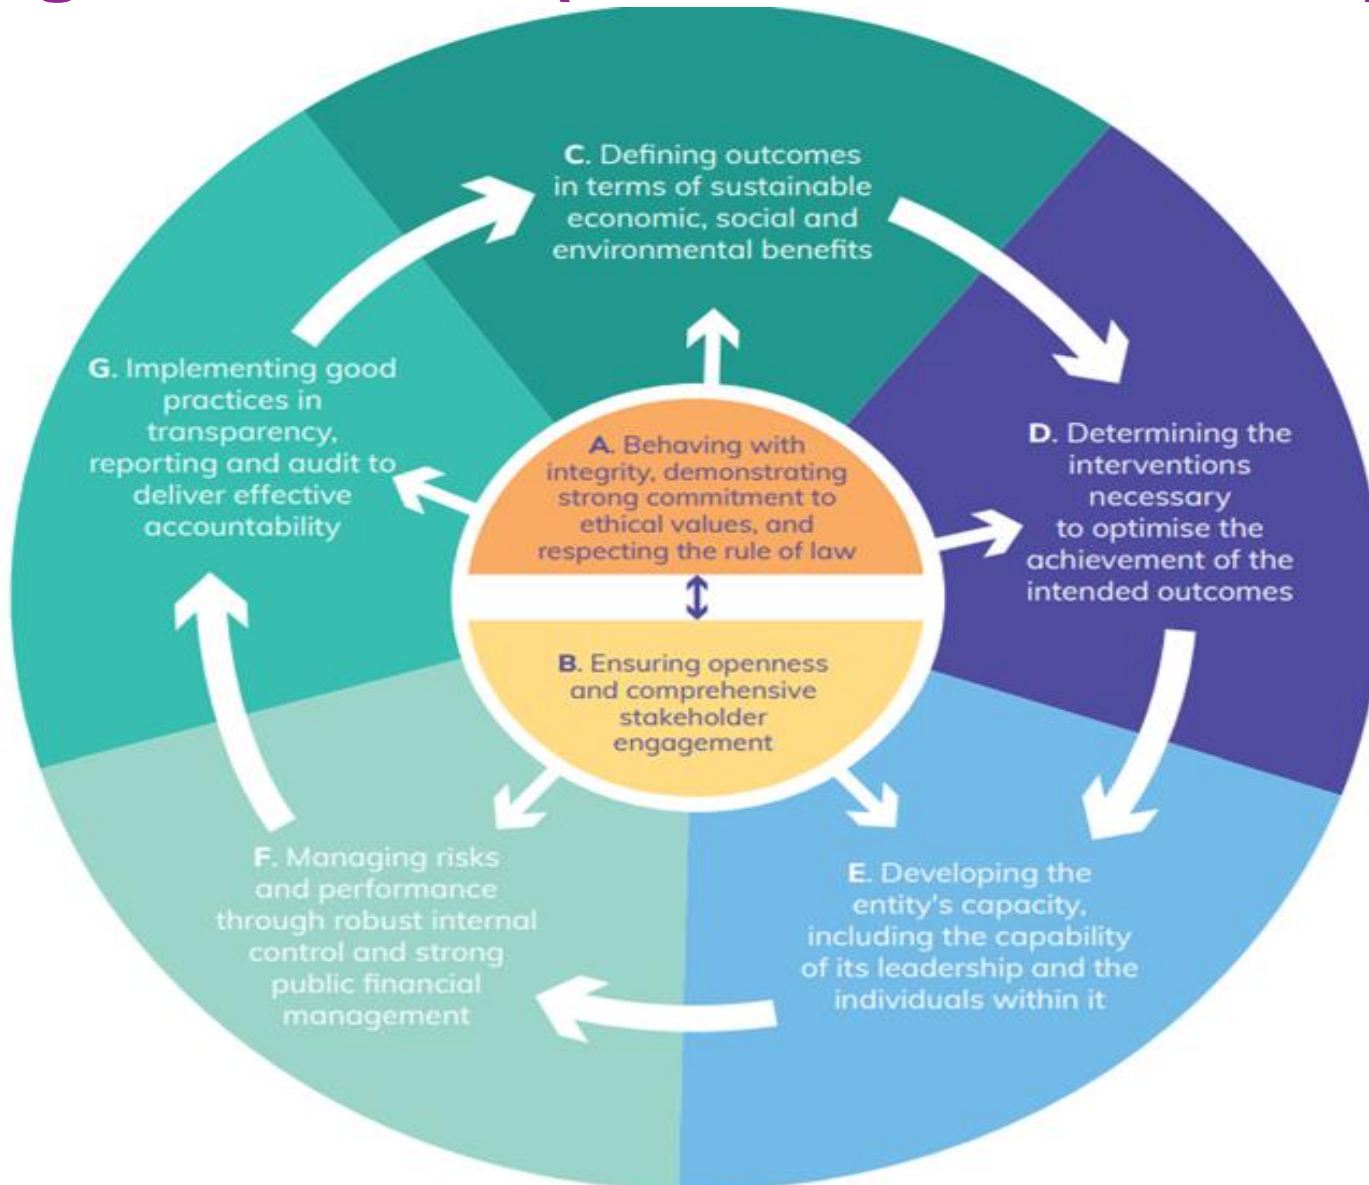 C. Defining outcomes
in terms of sustainable
economic, social and
environmental benefits
G. Implementing good
practices in
transparency,
reporting and audit to
deliver effective
accountability
A. Behaving with
integrity, demonstrating
strong commitment to
ethical values, and
respecting the rule of law
D. Determining the
interventions
necessary
to optimise the
achievement of the
intended outcomes
B. Ensuring openness
and comprehensive
stakeholder
engagement
F. Managing risks
and performance
through robust internal
control and strong
public financial
management
E. Developing the
entity's capacity,
including the capability
of its leadership and the
individuals within it